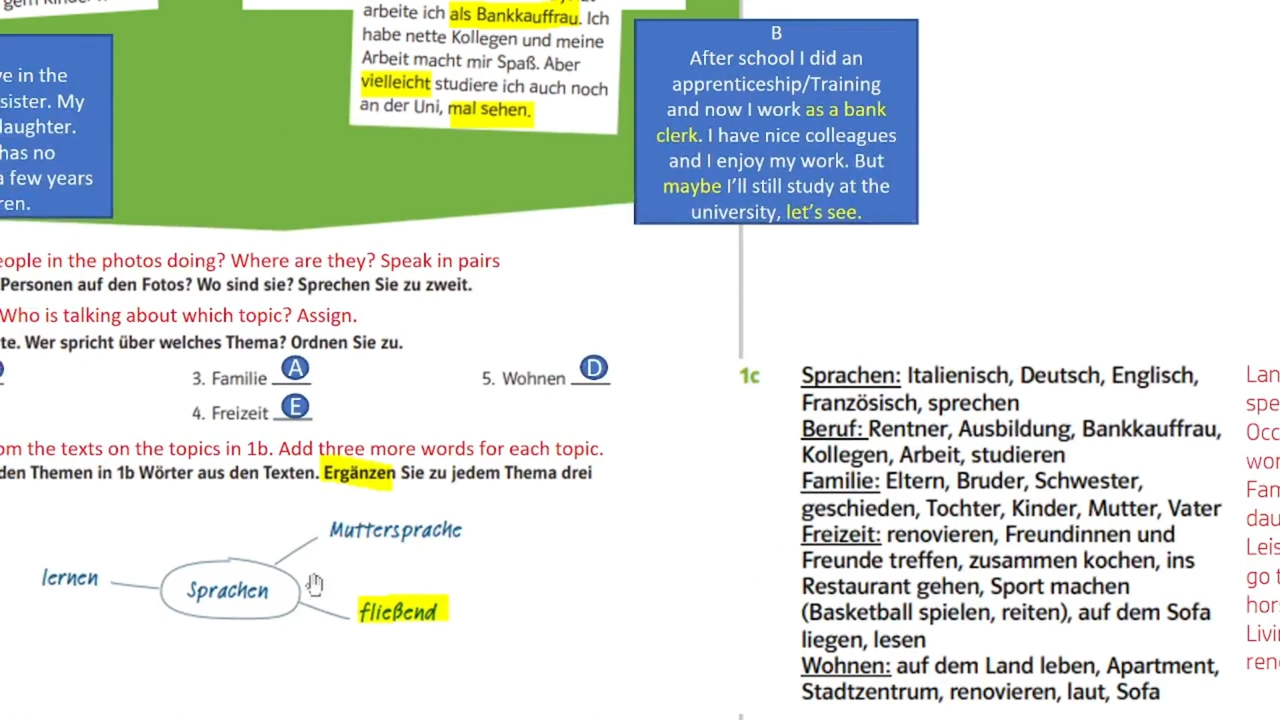 arbeite ich als Bankkauffrau. Ich
habe nette Kollegen und meine
Arbeit macht mir Spaß. Aber
vielleicht studiere ich auch noch
an der Uni, mal sehen.
B
After school I did an
apprenticeship/Training
and now I work as a bank
clerk. I have nice colleagues
and I enjoy my work. But
maybe I'll still study at the
university, let's see.
in the
sister. My
daughter.
has no
a few years
people in the photos doing? Where are they? Speak in pairs
Personen auf den Fotos? Wo sind sie? Sprechen Sie zu zweit.
Who is talking about which topic? Assign.
Wer spricht über welches Thema? Ordnen Sie zu.
3. Familie A
5. Wohnen D
4. Freizeit E
the texts on the topics in 1b. Add three more words for each topic.
den Themen in 1b Wörter aus den Texten. Ergänzen Sie zu jedem Thema drei
Muttersprache
lernen
Sprachen
fließend
1c
Sprachen: Italienisch, Deutsch, Englisch,
Französisch, sprechen
Beruf: Rentner, Ausbildung, Bankkauffrau,
Kollegen, Arbeit, studieren
Familie: Eltern, Bruder, Schwester,
geschieden, Tochter, Kinder, Mutter, Vater
Freizeit: renovieren, Freundinnen und
Freunde treffen, zusammen kochen, ins
Restaurant gehen, Sport machen
(Basketball spielen, reiten), auf dem Sofa
liegen, lesen
Wohnen: auf dem Land leben, Apartment,
Stadtzentrum, renovieren, laut, Sofa